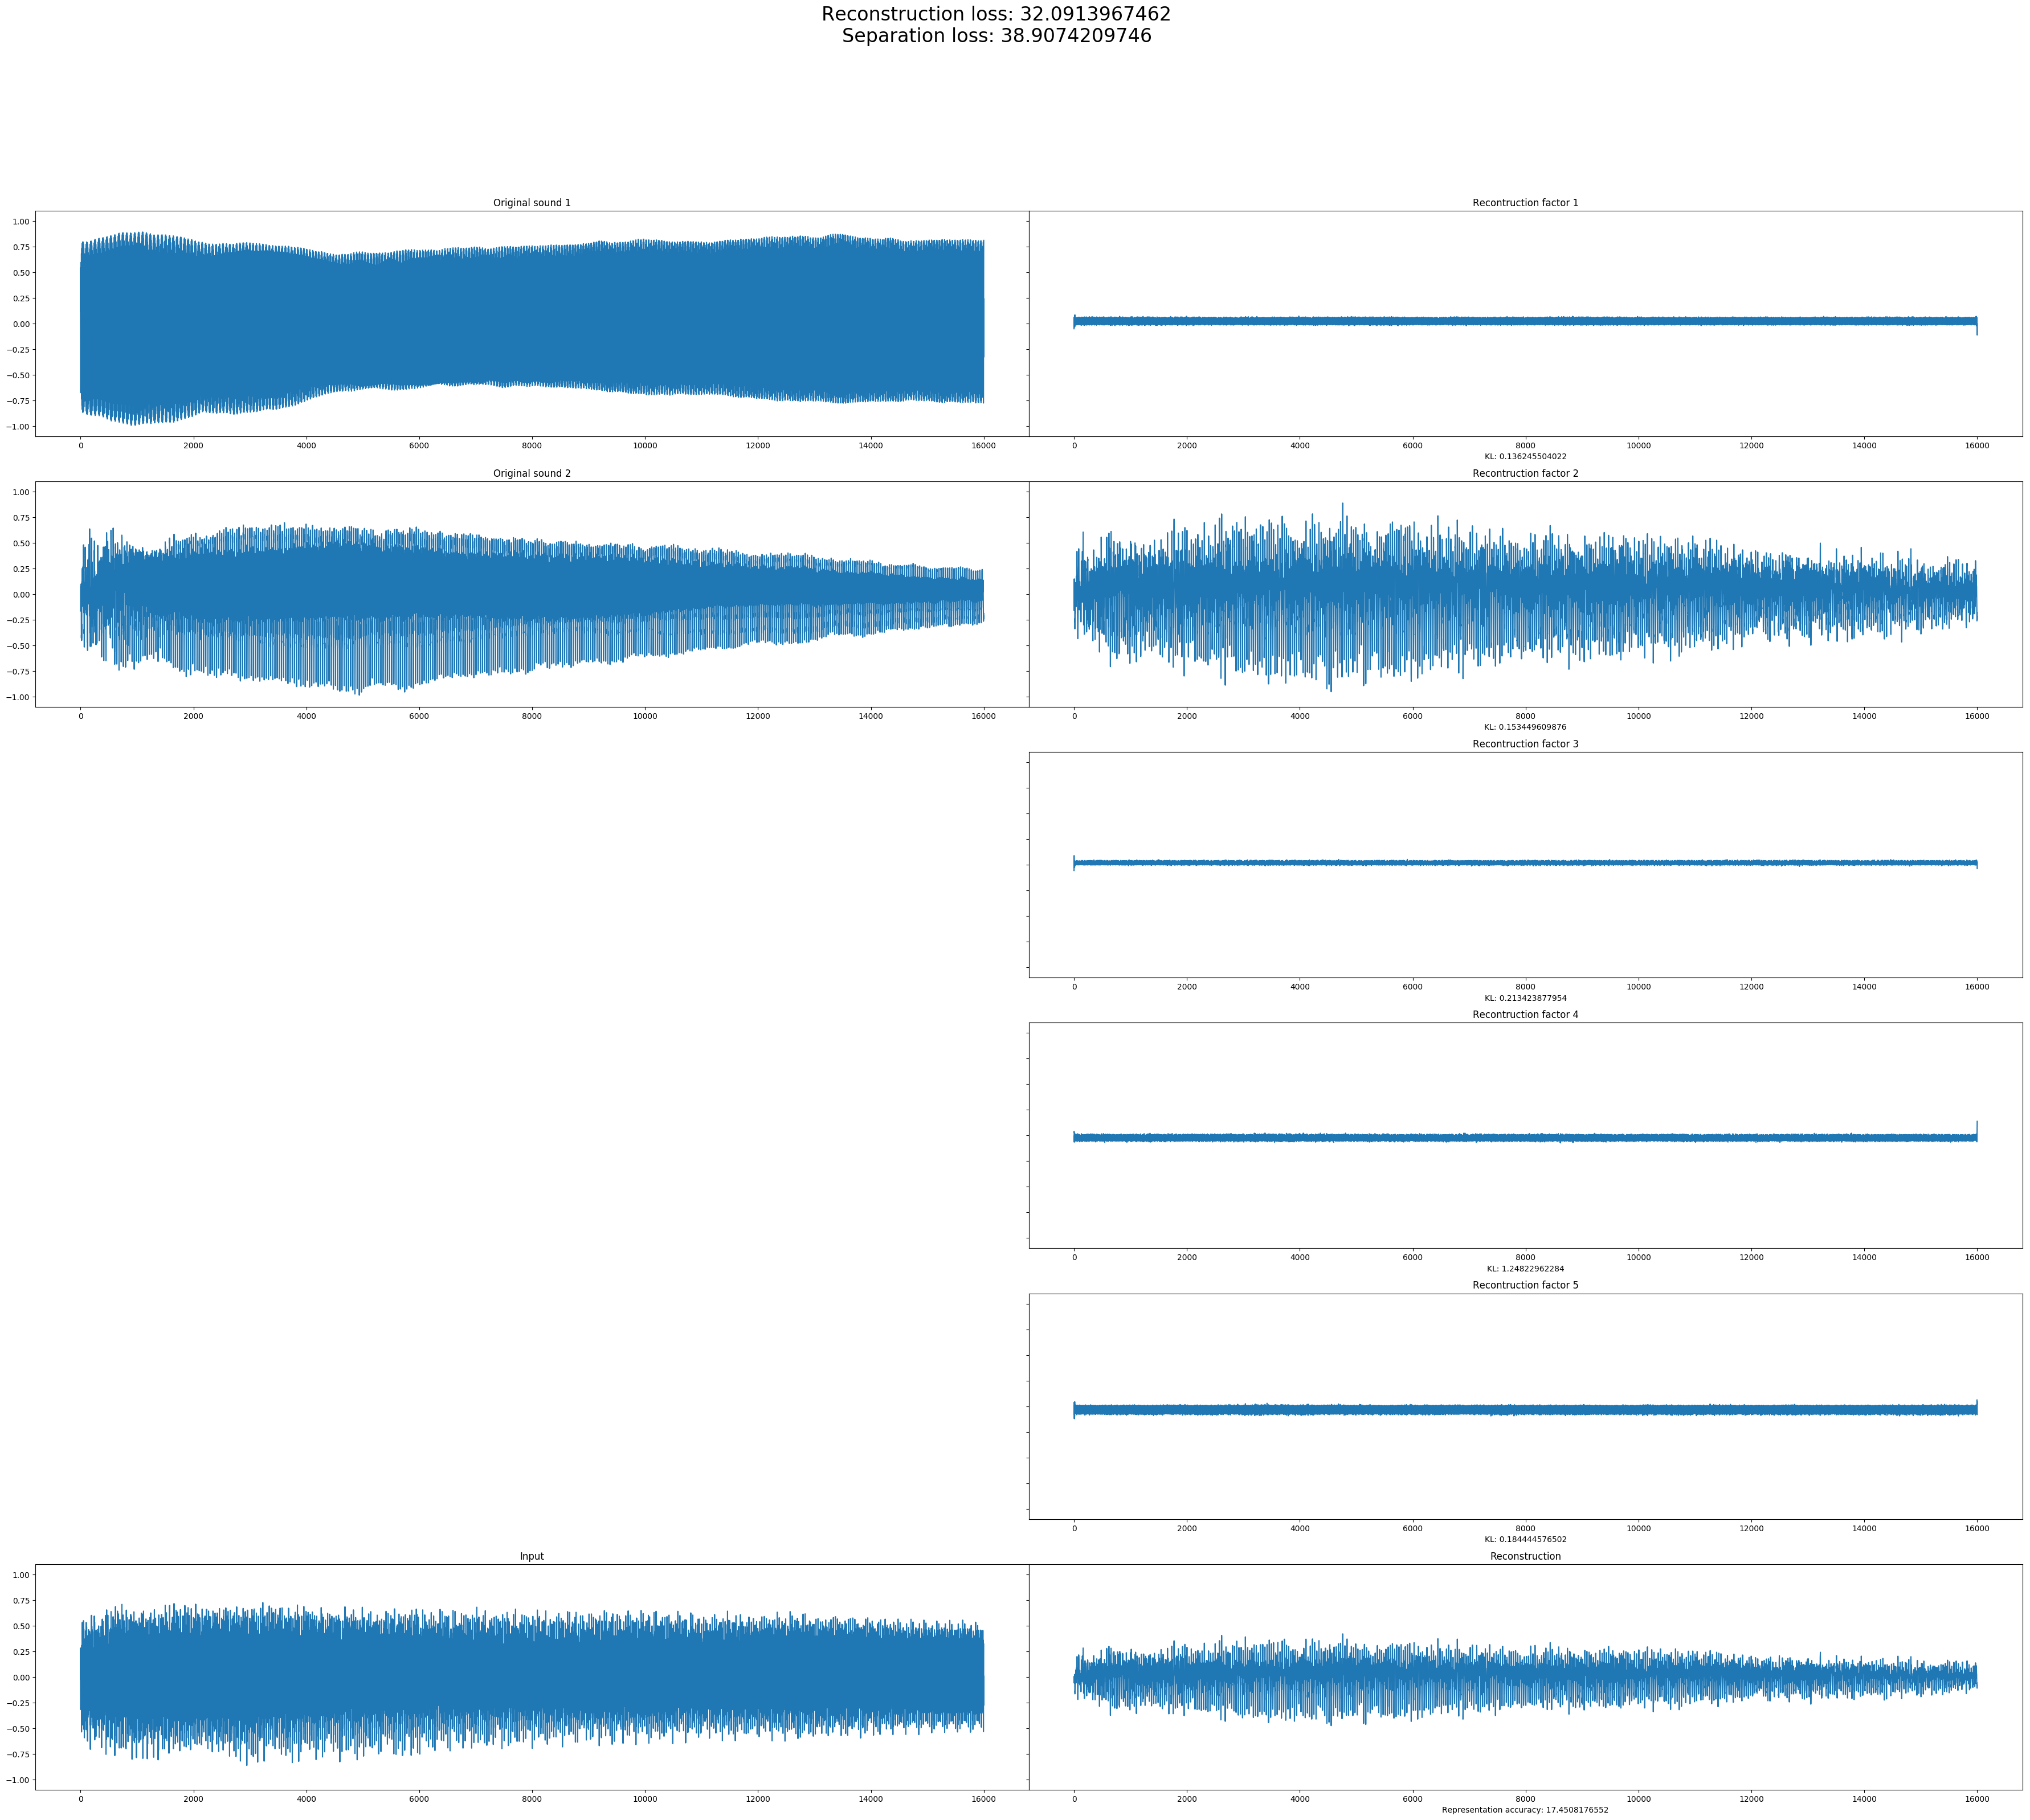 Reconstruction loss: 32.0913967462
Separation loss: 38.9074209746
Original sound 1
Recontruction factor 1
1.00
0.75
0.50
0.25
0.00
−0.25
−0.50
−0.75
−1.00
0 2000 4000 6000 8000 10000 12000 14000 16000
0 2000 4000 6000 8000 10000 12000 14000 16000
KL: 0.136245504022
Original sound 2
Recontruction factor 2
1.00
0.75
0.50
0.25
0.00
−0.25
−0.50
−0.75
−1.00
0 2000 4000 6000 8000 10000 12000 14000 16000
0 2000 4000 6000 8000 10000 12000 14000 16000
KL: 0.153449609876
Recontruction factor 3
0 2000 4000 6000 8000 10000 12000 14000 16000
KL: 0.213423877954
Recontruction factor 4
0 2000 4000 6000 8000 10000 12000 14000 16000
KL: 1.24822962284
Recontruction factor 5
0 2000 4000 6000 8000 10000 12000 14000 16000
KL: 0.184444576502
Input
Reconstruction
1.00
0.75
0.50
0.25
0.00
−0.25
−0.50
−0.75
−1.00
0 2000 4000 6000 8000 10000 12000 14000 16000
0 2000 4000 6000 8000 10000 12000 14000 16000
Representation accuracy: 17.4508176552